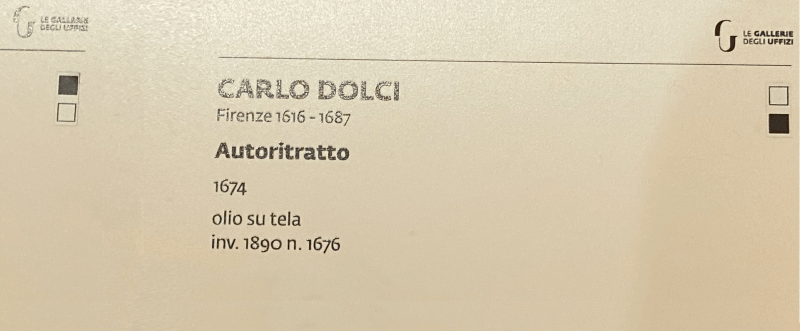 LE GALLERIE
DEGLI UFFIZI
LE GALLERIE
DEGLI UFFIZI
CARLO DOLCI
Firenze 1616 - 1687
Autoritratto
1674
olio su tela
inv. 1890 n. 1676